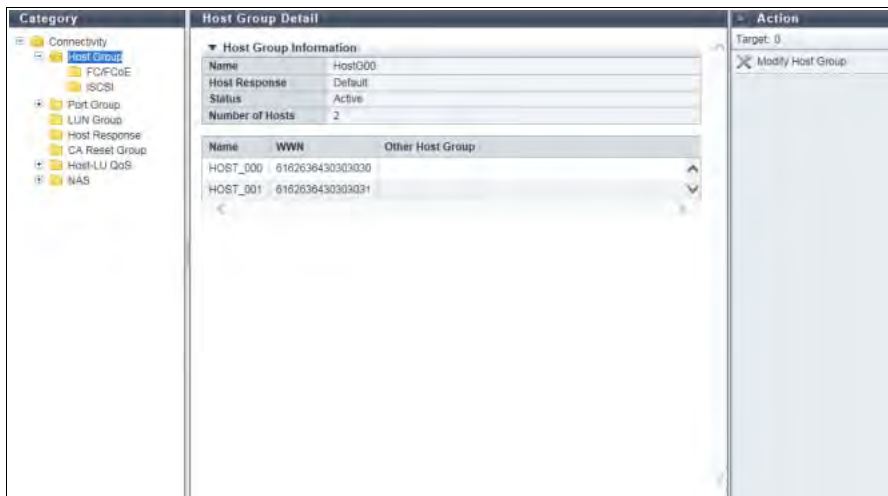 Category
Connectivity
Host Group
FC/FCoE
iSCSI
Port Group
LUN Group
Host Response
CA Reset Group
Host-LU QoS
NAS
Host Group Detail
Host Group Information
Name HostG00
Host Response Default
Status Active
Number of Hosts 2
Name WWN Other Host Group
HOST_000 6162636430303030
HOST_001 6162636430303031
Action
Target: 0
Modify Host Group